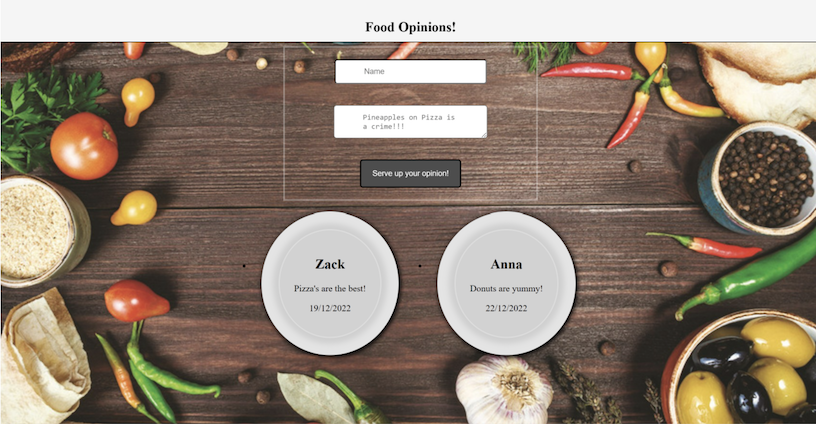 Food Opinions!
Name
Pineapples on Pizza is
a crime!!!
Serve up your opinion!
Zack
Pizza's are the best!
19/12/2022
Anna
Donuts are yummy!
22/12/2022